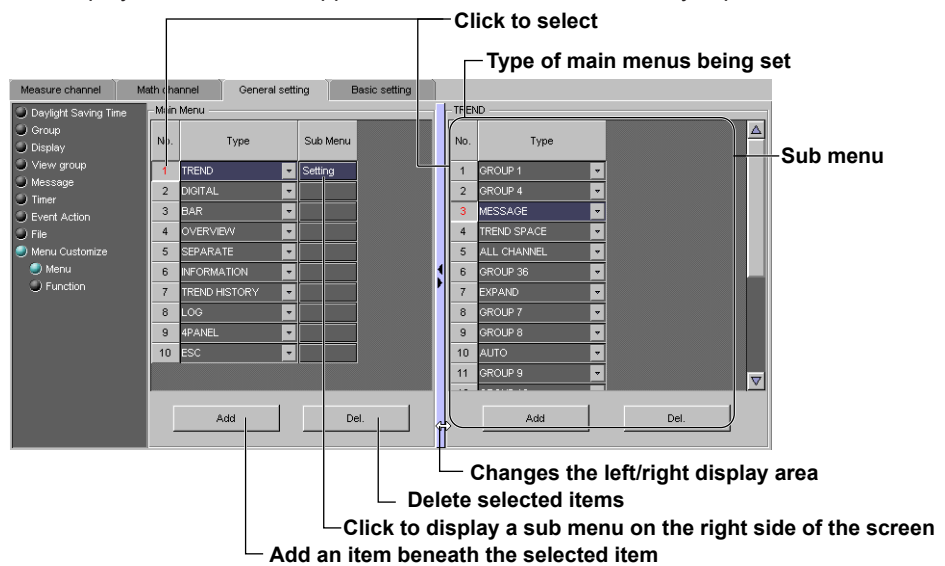 Click to select
Type of main menus being set
Measure channel Math channel General setting Basic setting
Daylight Saving Time
Group
Display
View group
Message
Timer
Event Action
File
Menu Customize
Menu
Function
Main Menu
No. Type Sub Menu
1 TREND Setting
2 DIGITAL
3 BAR
4 OVERVIEW
5 SEPARATE
6 INFORMATION
7 TREND HISTORY
8 LOG
9 4PANEL
10 ESC
Add Del.
TREND
No. Type
1 GROUP 1
2 GROUP 4
3 MESSAGE
4 TREND SPACE
5 ALL CHANNEL
6 GROUP 36
7 EXPAND
8 GROUP 7
9 GROUP 8
10 AUTO
11 GROUP 9
Add Del.
Sub menu
Changes the left/right display area
Delete selected items
Click to display a sub menu on the right side of the screen
Add an item beneath the selected item